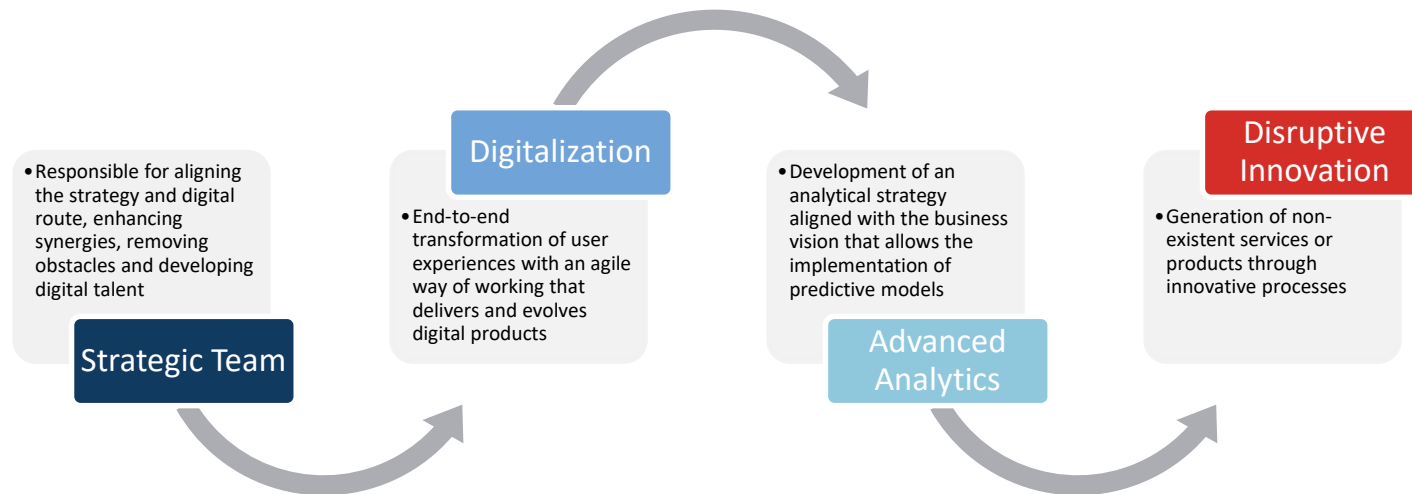 •Responsible for aligning
the strategy and digital
route, enhancing
synergies, removing
obstacles and developing
digital talent
Strategic Team
Digitalization
•End-to-end
transformation of user
experiences with an agile
way of working that
delivers and evolves
digital products
•Development of an
analytical strategy
aligned with the business
vision that allows the
implementation of
predictive models
Advanced
Analytics
Disruptive
Innovation
•Generation of non-
existent services or
products through
innovative processes